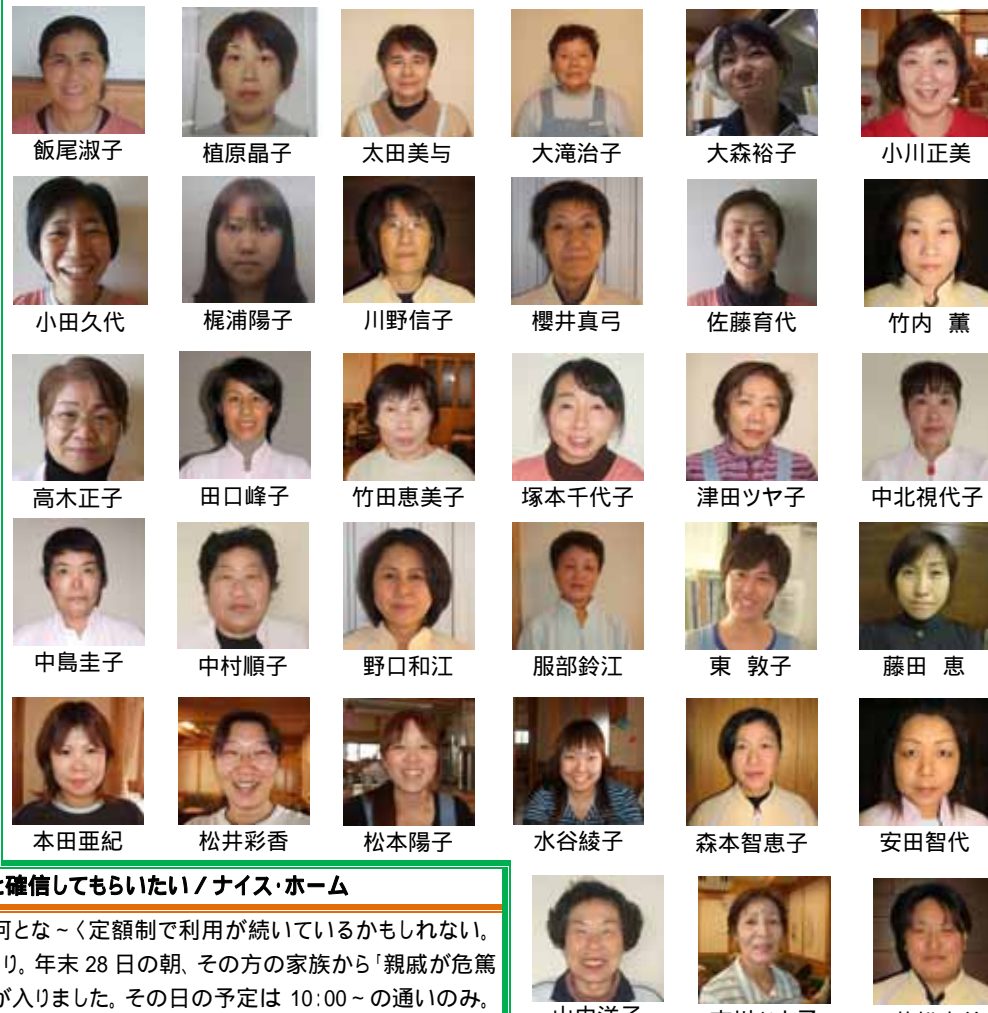 飯尾淑子 植原晶子 太田美与 大滝治子 大森裕子 小川正美
小田久代 梶浦陽子 川野信子 櫻井真弓 佐藤育代 竹内 薫
高木正子 田口峰子 竹田恵美子 塚本千代子 津田ツヤ子 中北視代子
中島圭子 中村順子 野口和江 服部鈴江 東 敦子 藤田 恵
本田亜紀 松井彩香 松本陽子 水谷綾子 森本智恵子 安田智代
と確信してもらいたい / ナイス・ホーム
何とな～く定額制で利用が続いているかもしれない。
り。年末 28 日の朝、その方の家族から「親戚が危篤
が入りました。その日の予定は 10:00～の通いのみ。